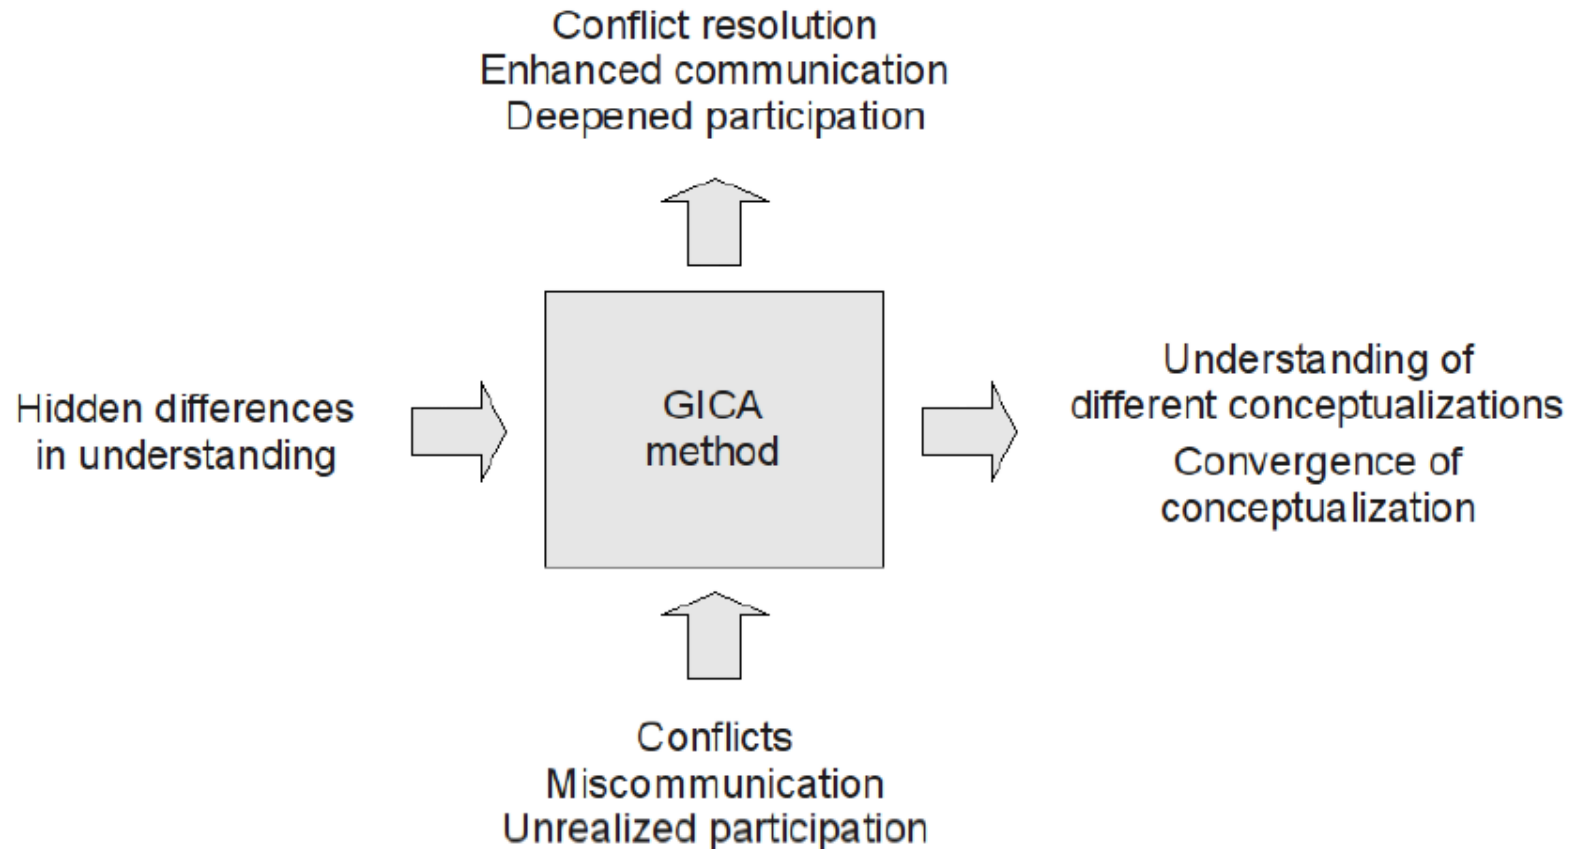 Conflict resolution
Enhanced communication
Deepened participation
Hidden differences
in understanding
GICA
method
Understanding of
different conceptualizations
Convergence of
conceptualization
Conflicts
Miscommunication
Unrealized participation